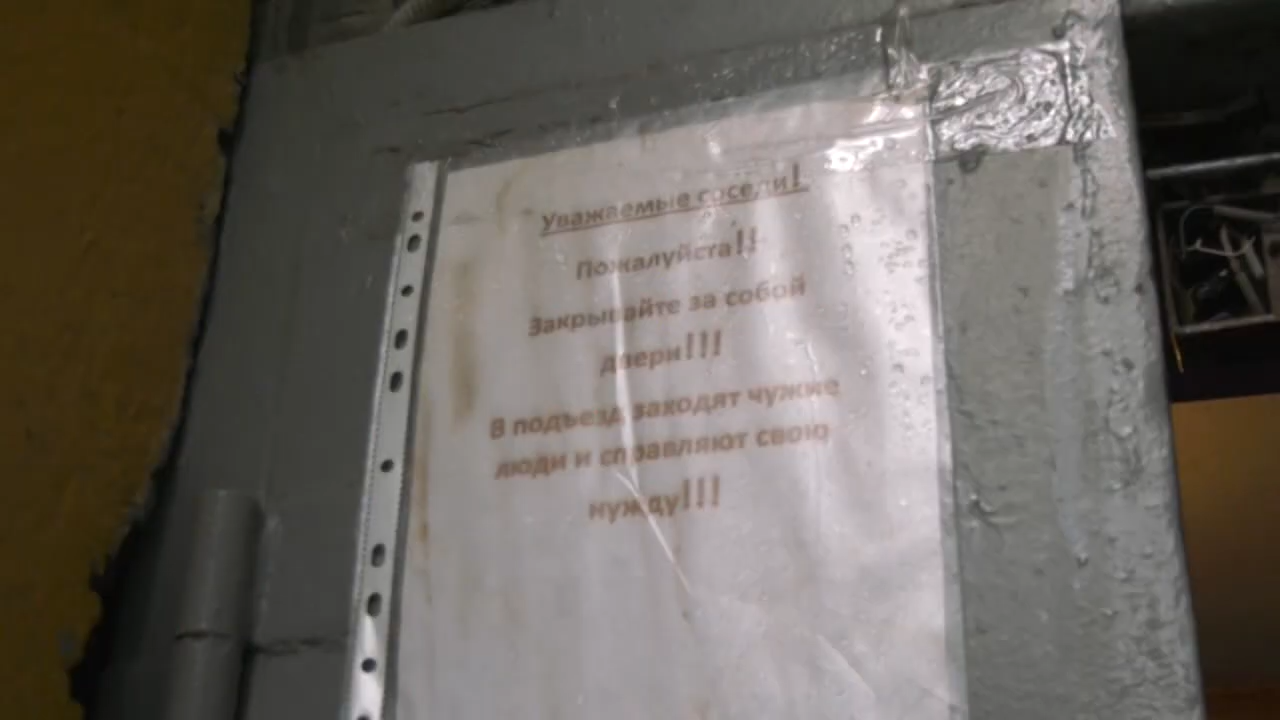 Уважаемые соседи!
Пожалуйста!!
Закрывайте за собой
двери!!!
В подъезд заходят чужие
люди и справляют свою
нужду!!!